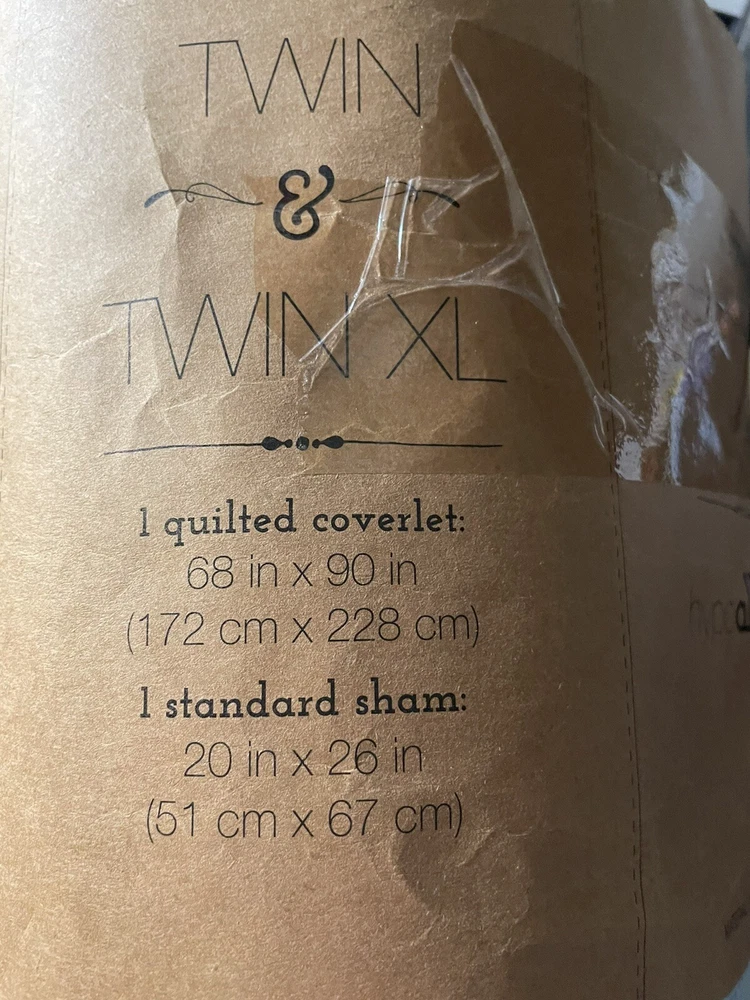 TWIN
&
TWIN XL
1 quilted coverlet:
68 in x 90 in
(172 cm x 228 cm)
1 standard sham:
20 in x 26 in
(51 cm x 67 cm)